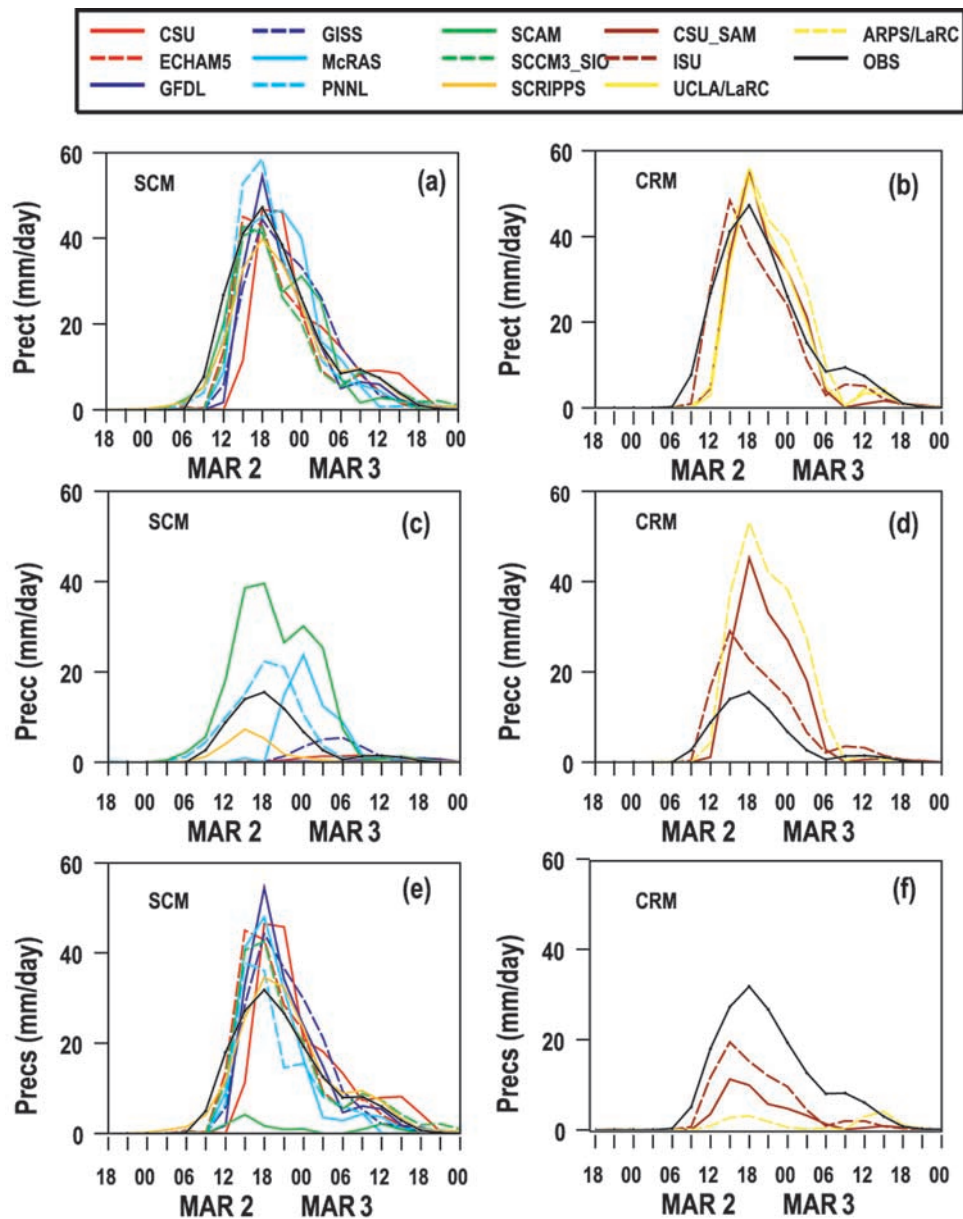 CSU GISS SCAM CSU_SAM ARPS/LaRC
ECHAM5 McRAS SCCM3_SIO ISU OBS
GFDL PNNL SCRIPPS UCLA/LaRC
60 SCM (a)
40
20
0
Prect (mm/day)
18 00 06 12 18 00 06 12 18 00
MAR 2 MAR 3
60 CRM (b)
40
20
0
Prect (mm/day)
18 00 06 12 18 00 06 12 18 00
MAR 2 MAR 3
60 SCM (c)
40
20
0
Precc (mm/day)
18 00 06 12 18 00 06 12 18 00
MAR 2 MAR 3
60 CRM (d)
40
20
0
Precc (mm/day)
18 00 06 12 18 00 06 12 18 00
MAR 2 MAR 3
60 SCM (e)
40
20
0
Precs (mm/day)
18 00 06 12 18 00 06 12 18 00
MAR 2 MAR 3
60 CRM (f)
40
20
0
Precs (mm/day)
18 00 06 12 18 00 06 12 18 00
MAR 2 MAR 3